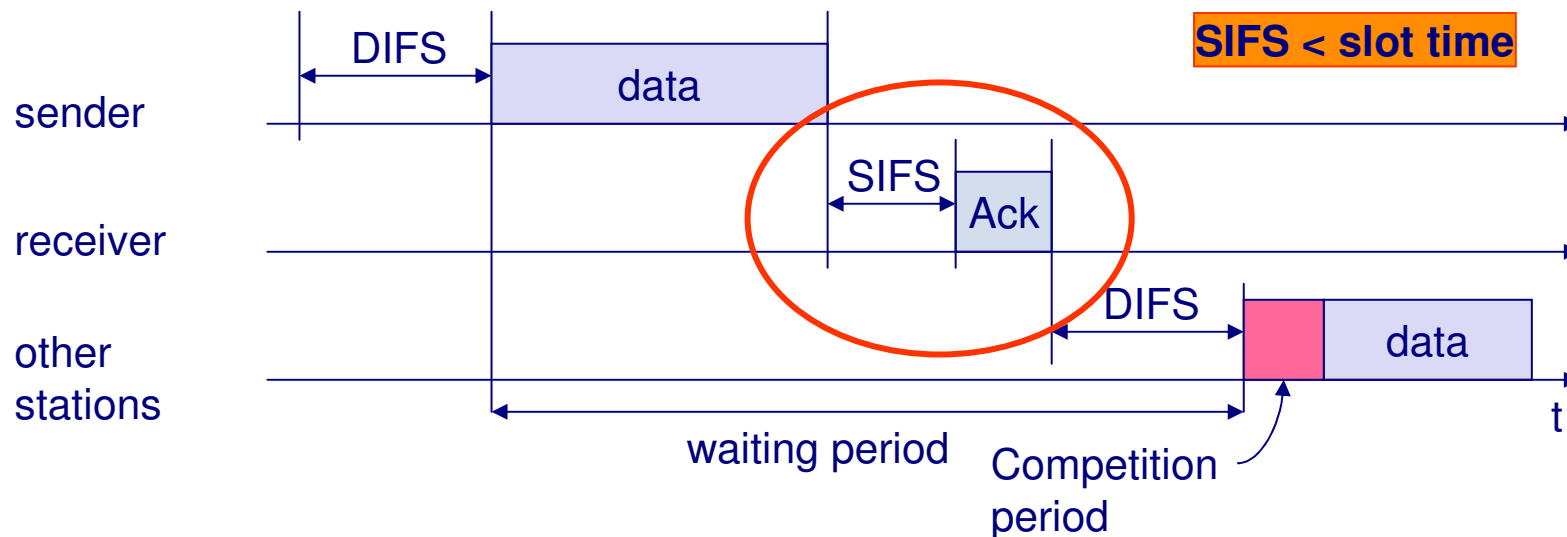 DIFS
SIFS < slot time
data
sender
SIFS
Ack
receiver
DIFS
other
stations
data
t
waiting period
Competition
period